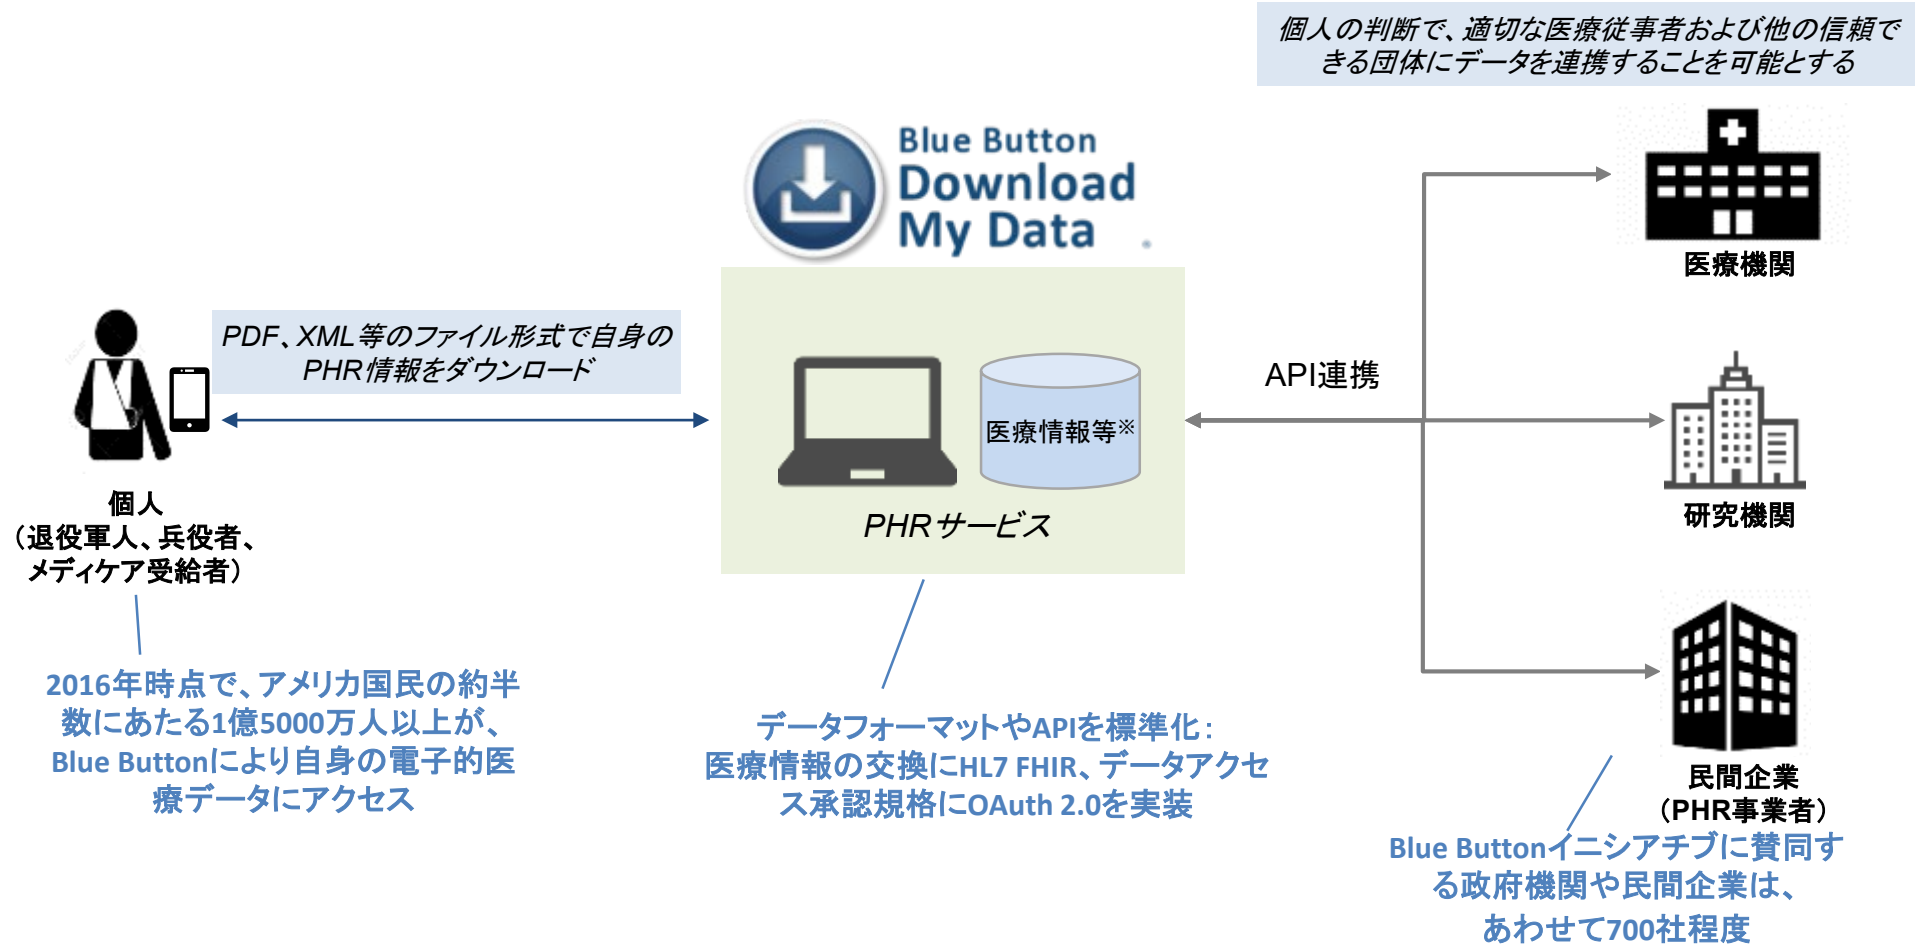 個人の判断で、適切な医療従事者および他の信頼で
きる団体にデータを連携することを可能とする
Blue Button
Download
My Data
医療機関
PDF、XML等のファイル形式で自身の
PHR情報をダウンロード
API連携
医療情報等※
PHRサービス
研究機関
個人
（退役軍人、兵役者、
メディケア受給者）
2016年時点で、アメリカ国民の約半
数にあたる1億5000万人以上が、
Blue Buttonにより自身の電子的医
療データにアクセス
データフォーマットやAPIを標準化：
医療情報の交換にHL7 FHIR、データアクセ
ス承認規格にOAuth 2.0を実装
民間企業
（PHR事業者）
Blue Buttonイニシアチブに賛同す
る政府機関や民間企業は、
あわせて700社程度